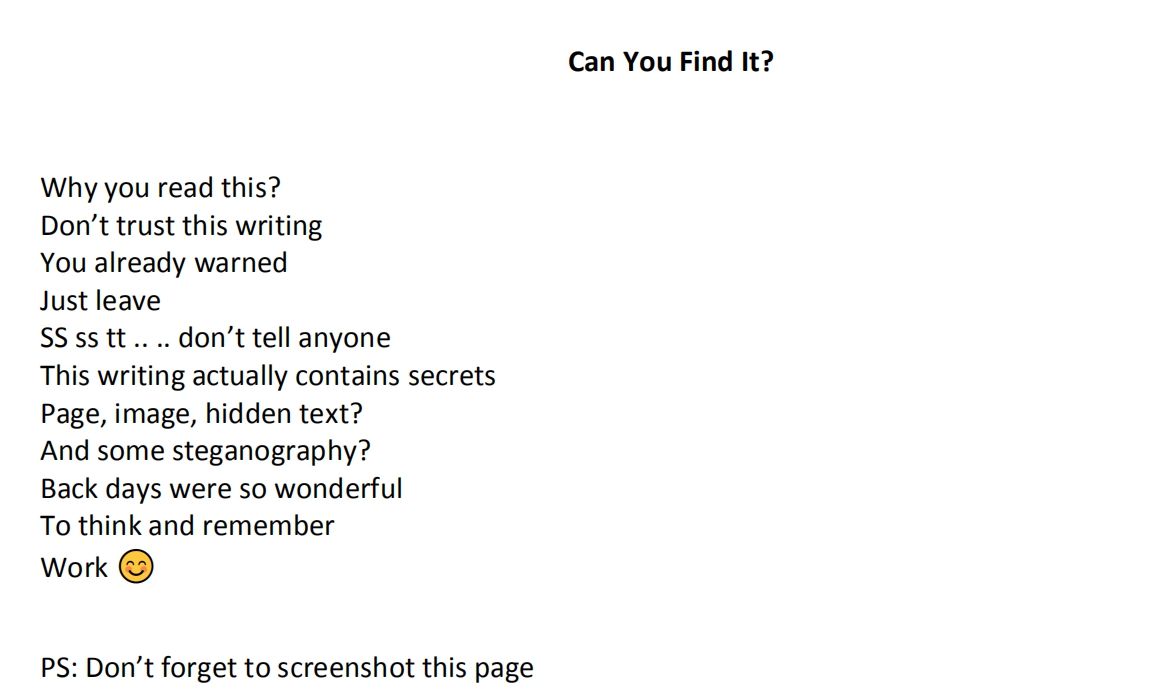 Can You Find It?
Why you read this?
Don’t trust this writing
You already warned
Just leave
SS ss tt .. .. don’t tell anyone
This writing actually contains secrets
Page, image, hidden text?
And some steganography?
Back days were so wonderful
To think and remember
Work 😊
PS: Don’t forget to screenshot this page